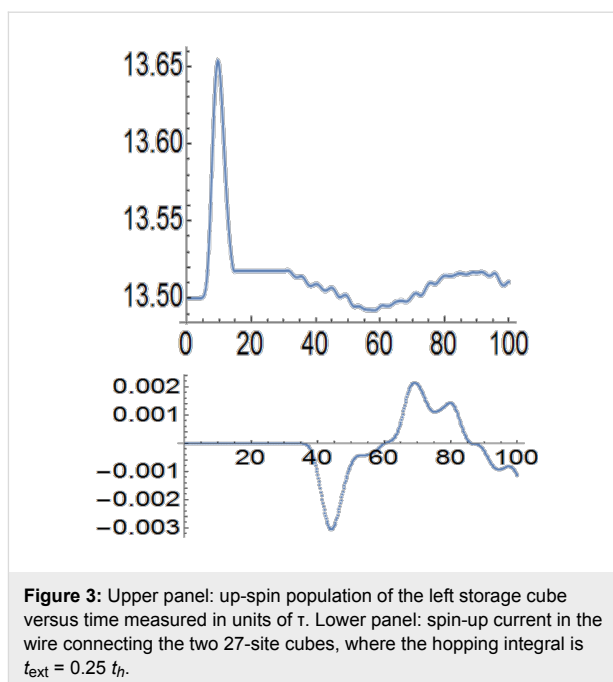 13.65
13.60
13.55
13.50
0 20 40 60 80 100
0.002
0.001
20 40 60 80 100
−0.001
−0.002
−0.003
Figure 3: Upper panel: up-spin population of the left storage cube
versus time measured in units of τ. Lower panel: spin-up current in the
wire connecting the two 27-site cubes, where the hopping integral is
t_ext = 0.25 t_h.